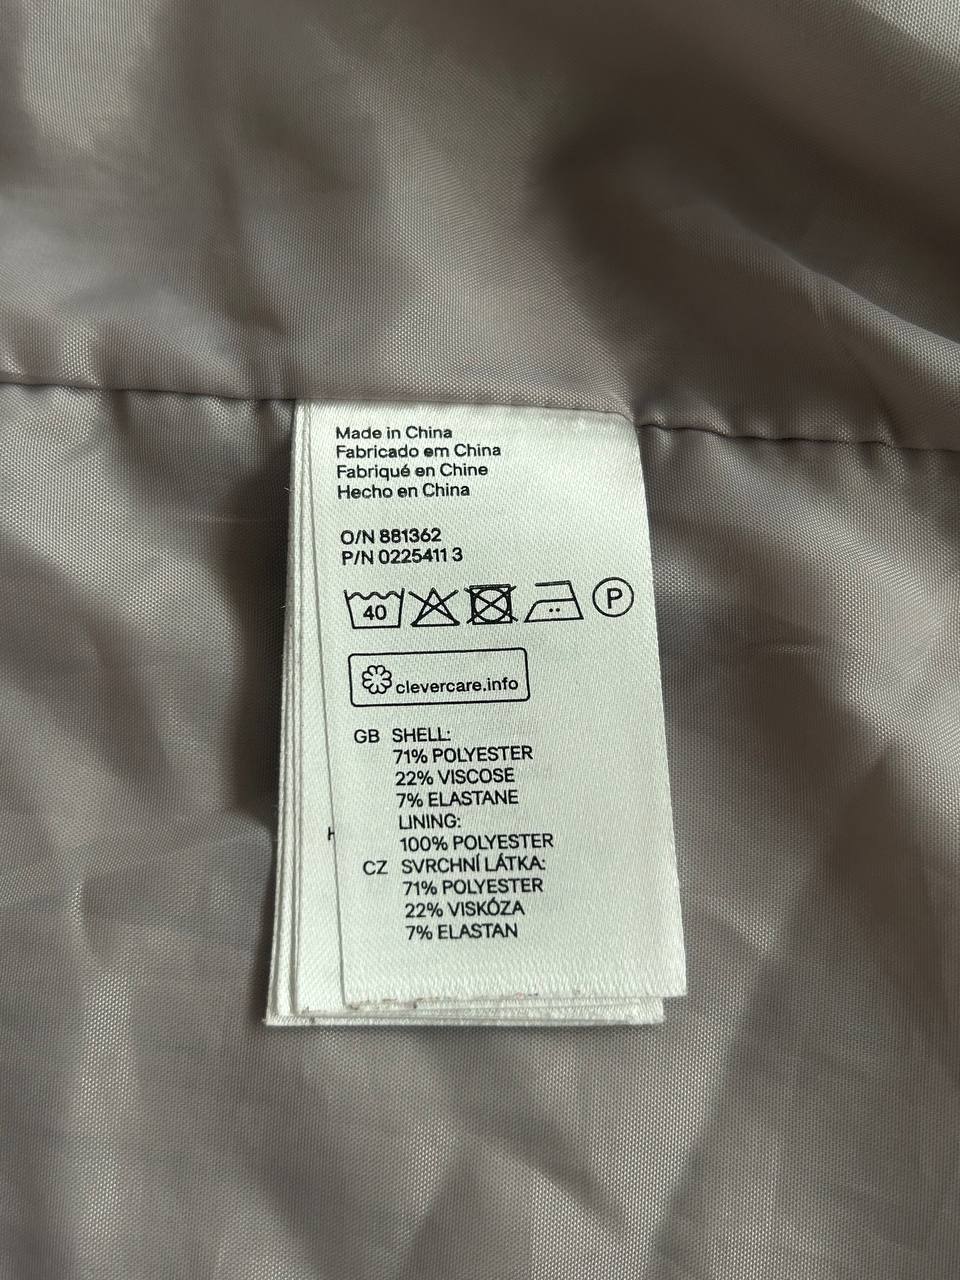 Made in China
Fabricado em China
Fabriqué en Chine
Hecho en China
O/N 881362
P/N 0225411 3
40 P
clevercare.info
GB SHELL:
71% POLYESTER
22% VISCOSE
7% ELASTANE
LINING:
100% POLYESTER
CZ SVRCHNÍ LÁTKA:
71% POLYESTER
22% VISKÓZA
7% ELASTAN